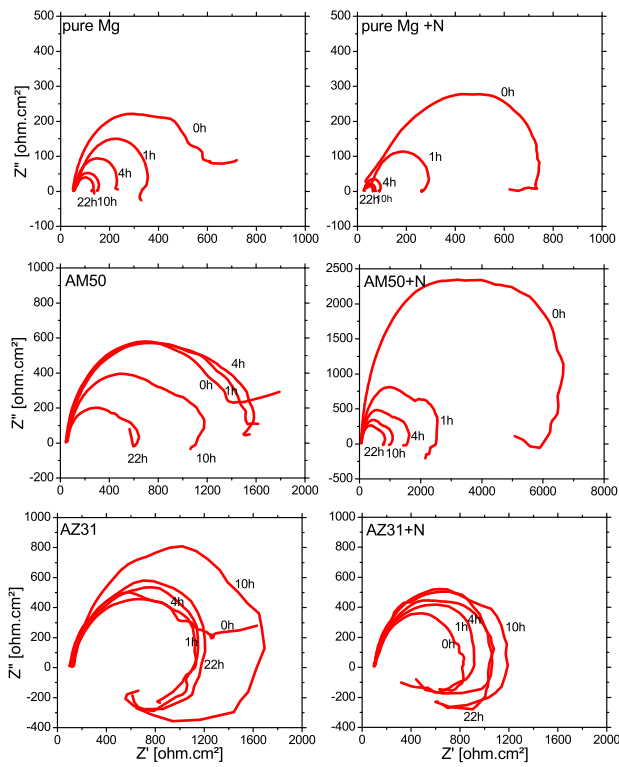 pure Mg
pure Mg +N
500
400
300
200
100
0
-100
Z'' [ohm.cm²]
0h
1h
4h
22h 10h
0 200 400 600 800 1000
500
400
300
200
100
0
-100
0h
1h
4h
22h 10h
0 200 400 600 800 1000
AM50
1000
800
600
400
200
0
-200
Z'' [ohm.cm²]
4h
0h
1h
22h
10h
0 400 800 1200 1600 2000
AM50+N
2500
2000
1500
1000
500
0
-500
0h
1h
4h
22h 10h
0 1000 2000 3000 4000 5000 6000 7000 8000
AZ31
1000
800
600
400
200
0
-200
-400
Z'' [ohm.cm²]
10h
4h
0h
1h
22h
0 400 800 1200 1600 2000
Z' [ohm.cm²]
AZ31+N
1000
800
600
400
200
0
-200
-400
10h
4h
1h
0h
22h
0 400 800 1200 1600 2000
Z' [ohm.cm²]